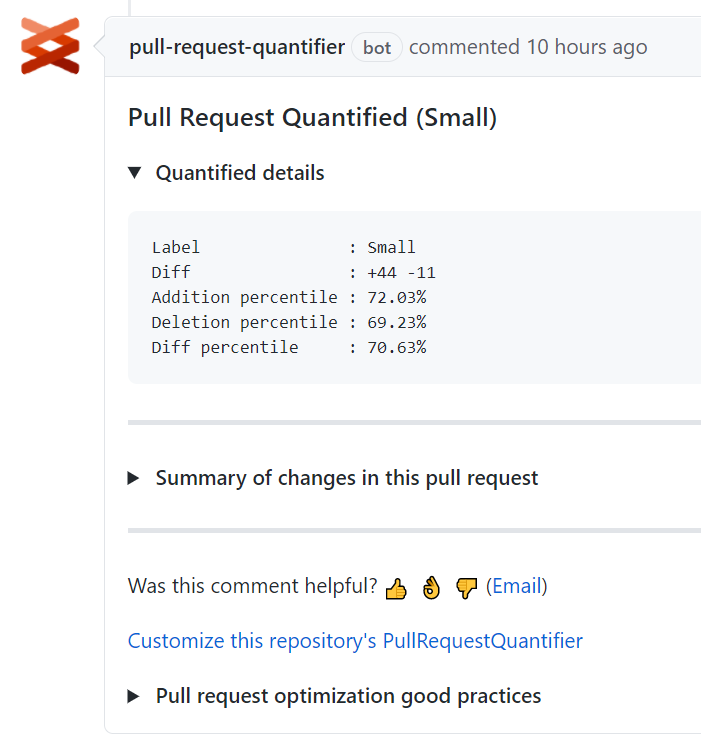 pull-request-quantifier bot commented 10 hours ago
Pull Request Quantified (Small)
Quantified details
Label : Small
Diff : +44 -11
Addition percentile : 72.03%
Deletion percentile : 69.23%
Diff percentile : 70.63%
Summary of changes in this pull request
Was this comment helpful? 👍 👌 👎 (Email)
Customize this repository's PullRequestQuantifier
Pull request optimization good practices